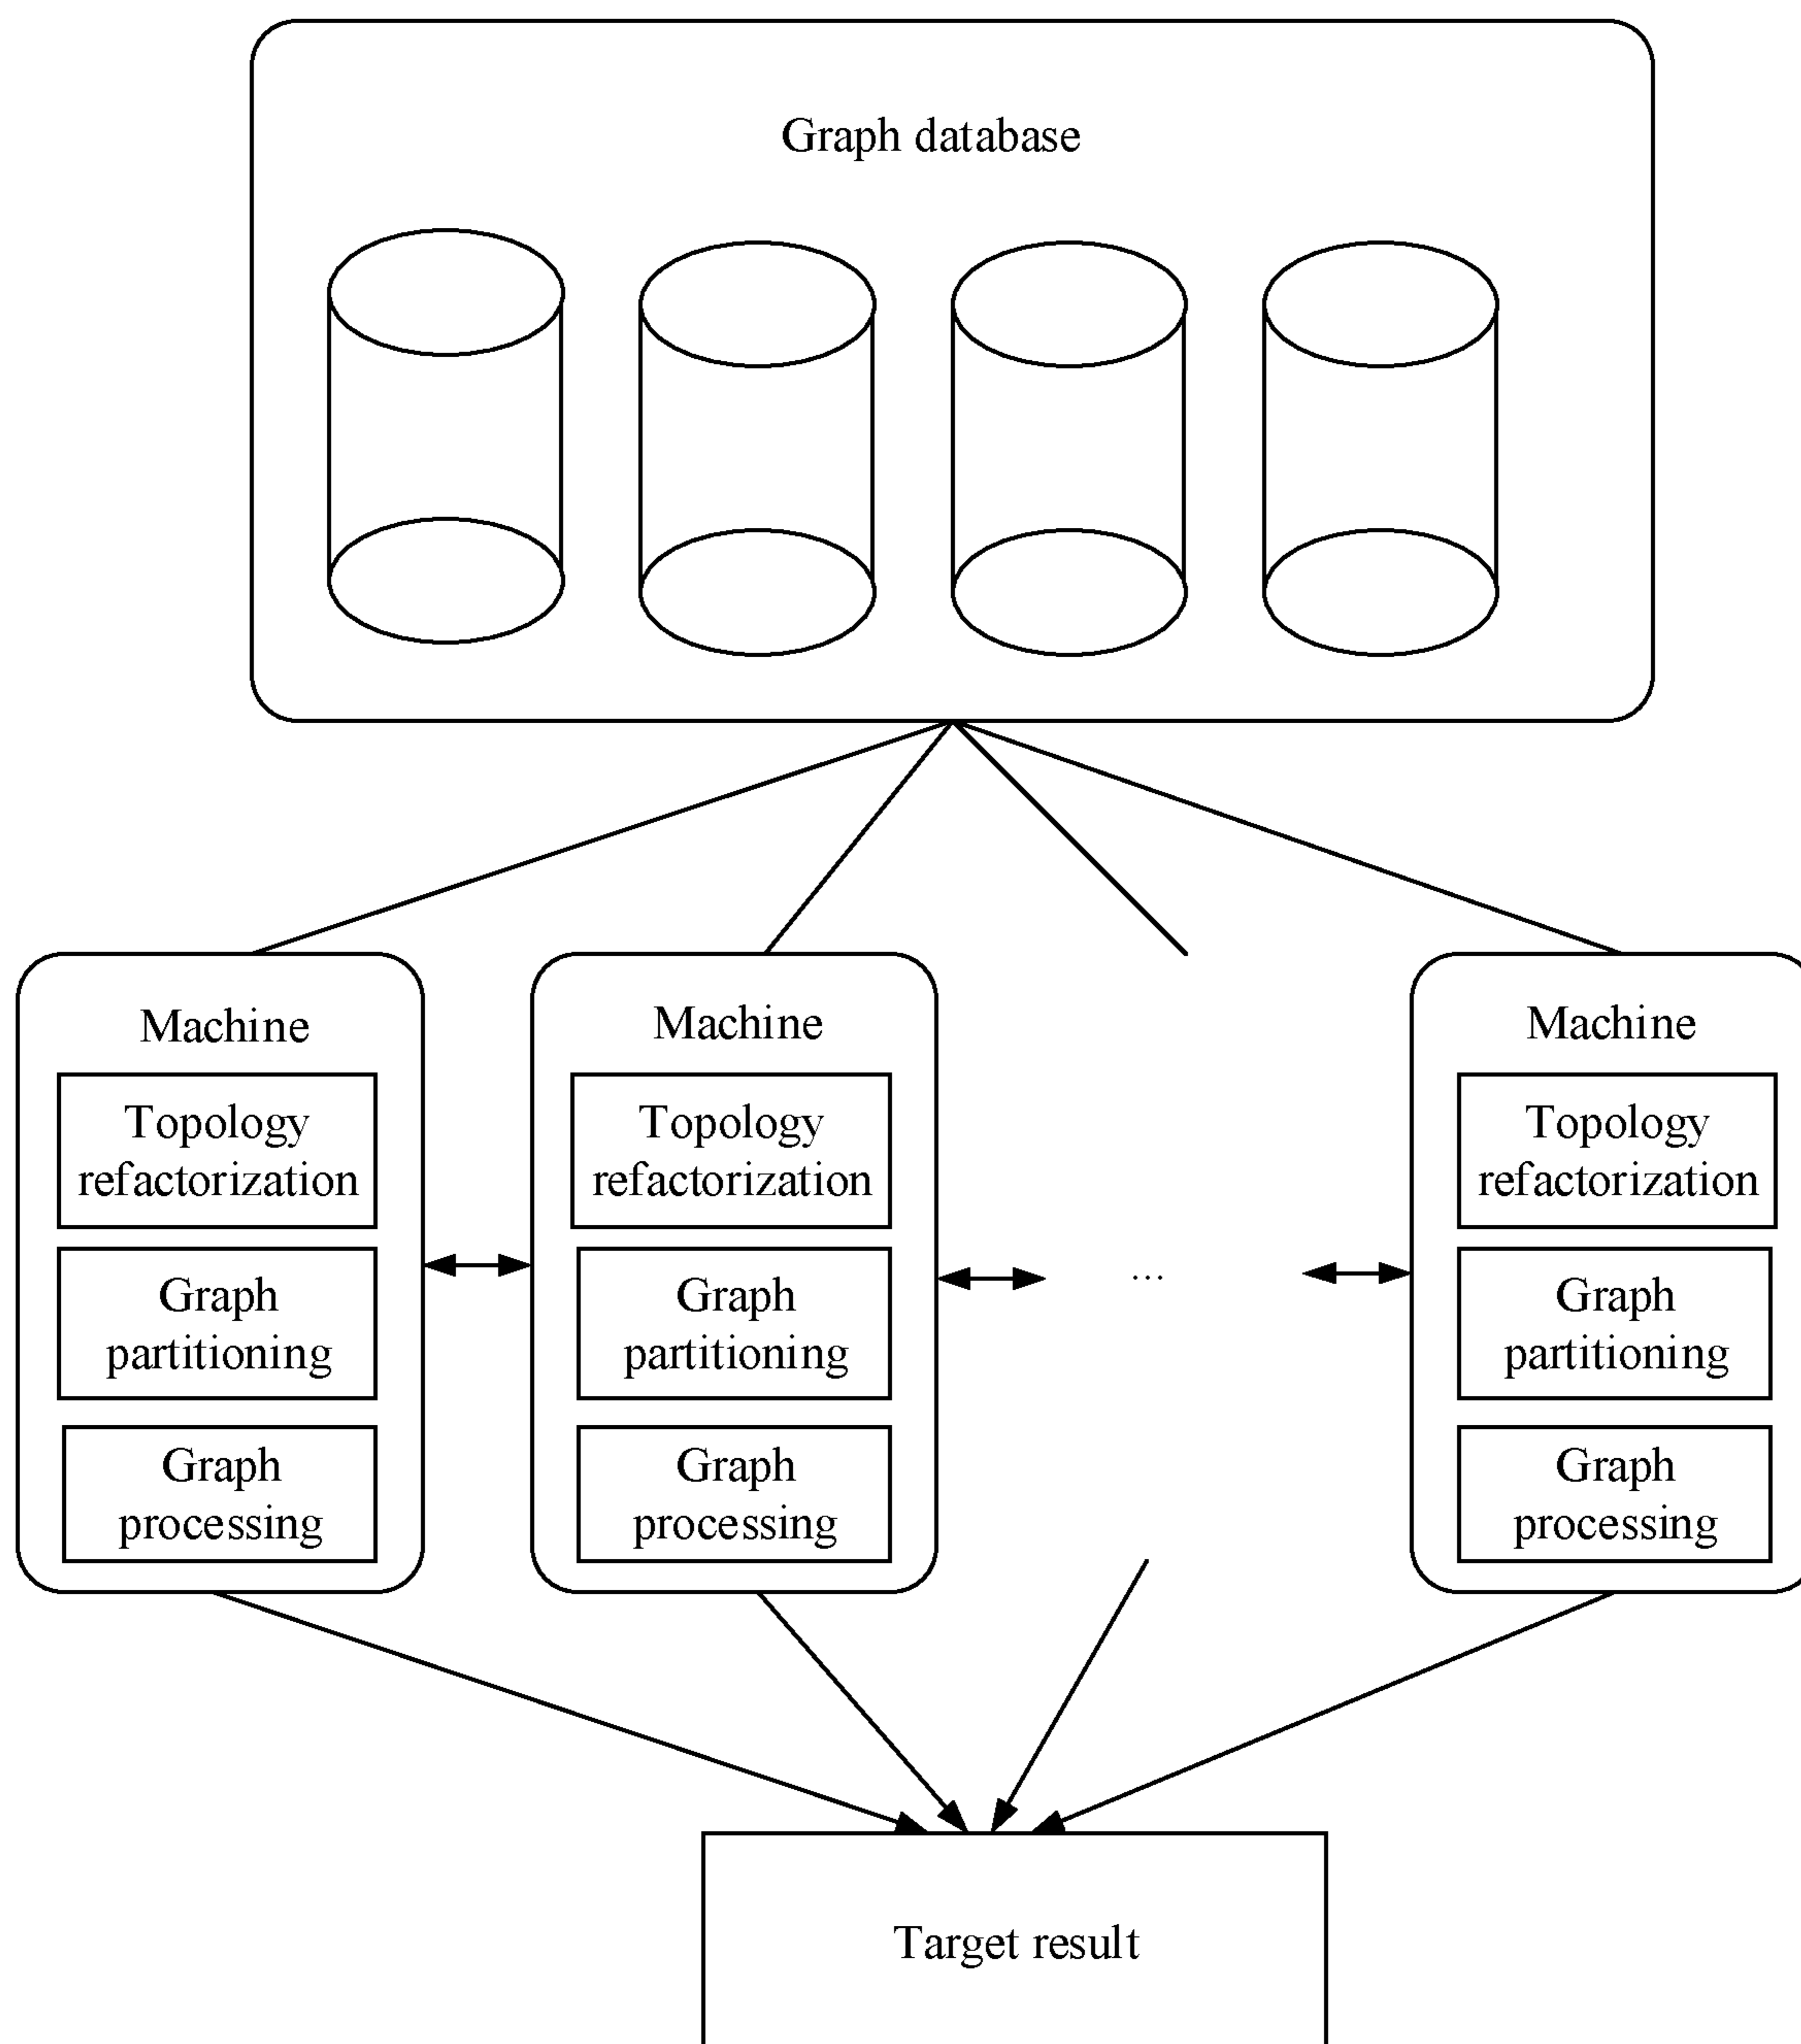 Graph database
Machine
Topology
refactorization
Graph
partitioning
Graph
processing
Machine
Topology
refactorization
Graph
partitioning
Graph
processing
...
Machine
Topology
refactorization
Graph
partitioning
Graph
processing
Target result